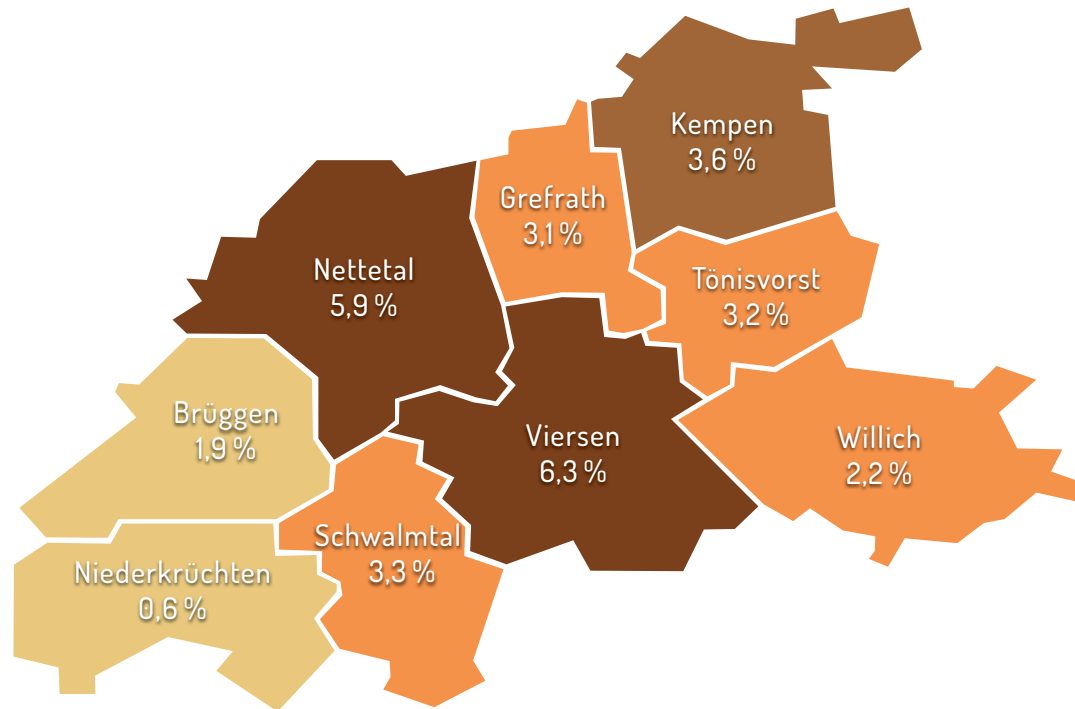 Kempen
3,6 %
Grefrath
3,1 %
Nettetal
5,9 %
Tönisvorst
3,2 %
Brüggen
1,9 %
Viersen
6,3 %
Willich
2,2 %
Schwalmtal
3,3 %
Niederkrüchten
0,6 %